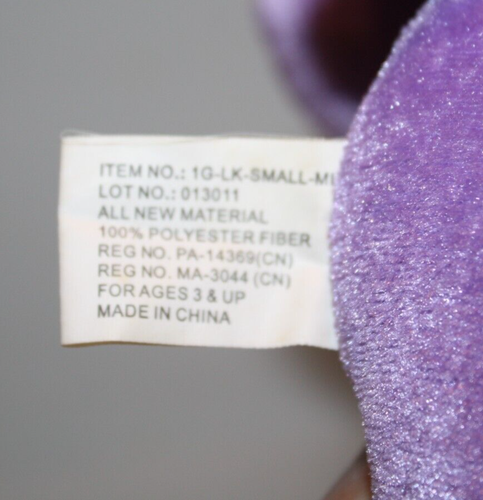 ITEM NO.: 1G-LK-SMALL-MI
LOT NO.: 013011
ALL NEW MATERIAL
100% POLYESTER FIBER
REG NO. PA-14369(CN)
REG NO. MA-3044 (CN)
FOR AGES 3 & UP
MADE IN CHINA